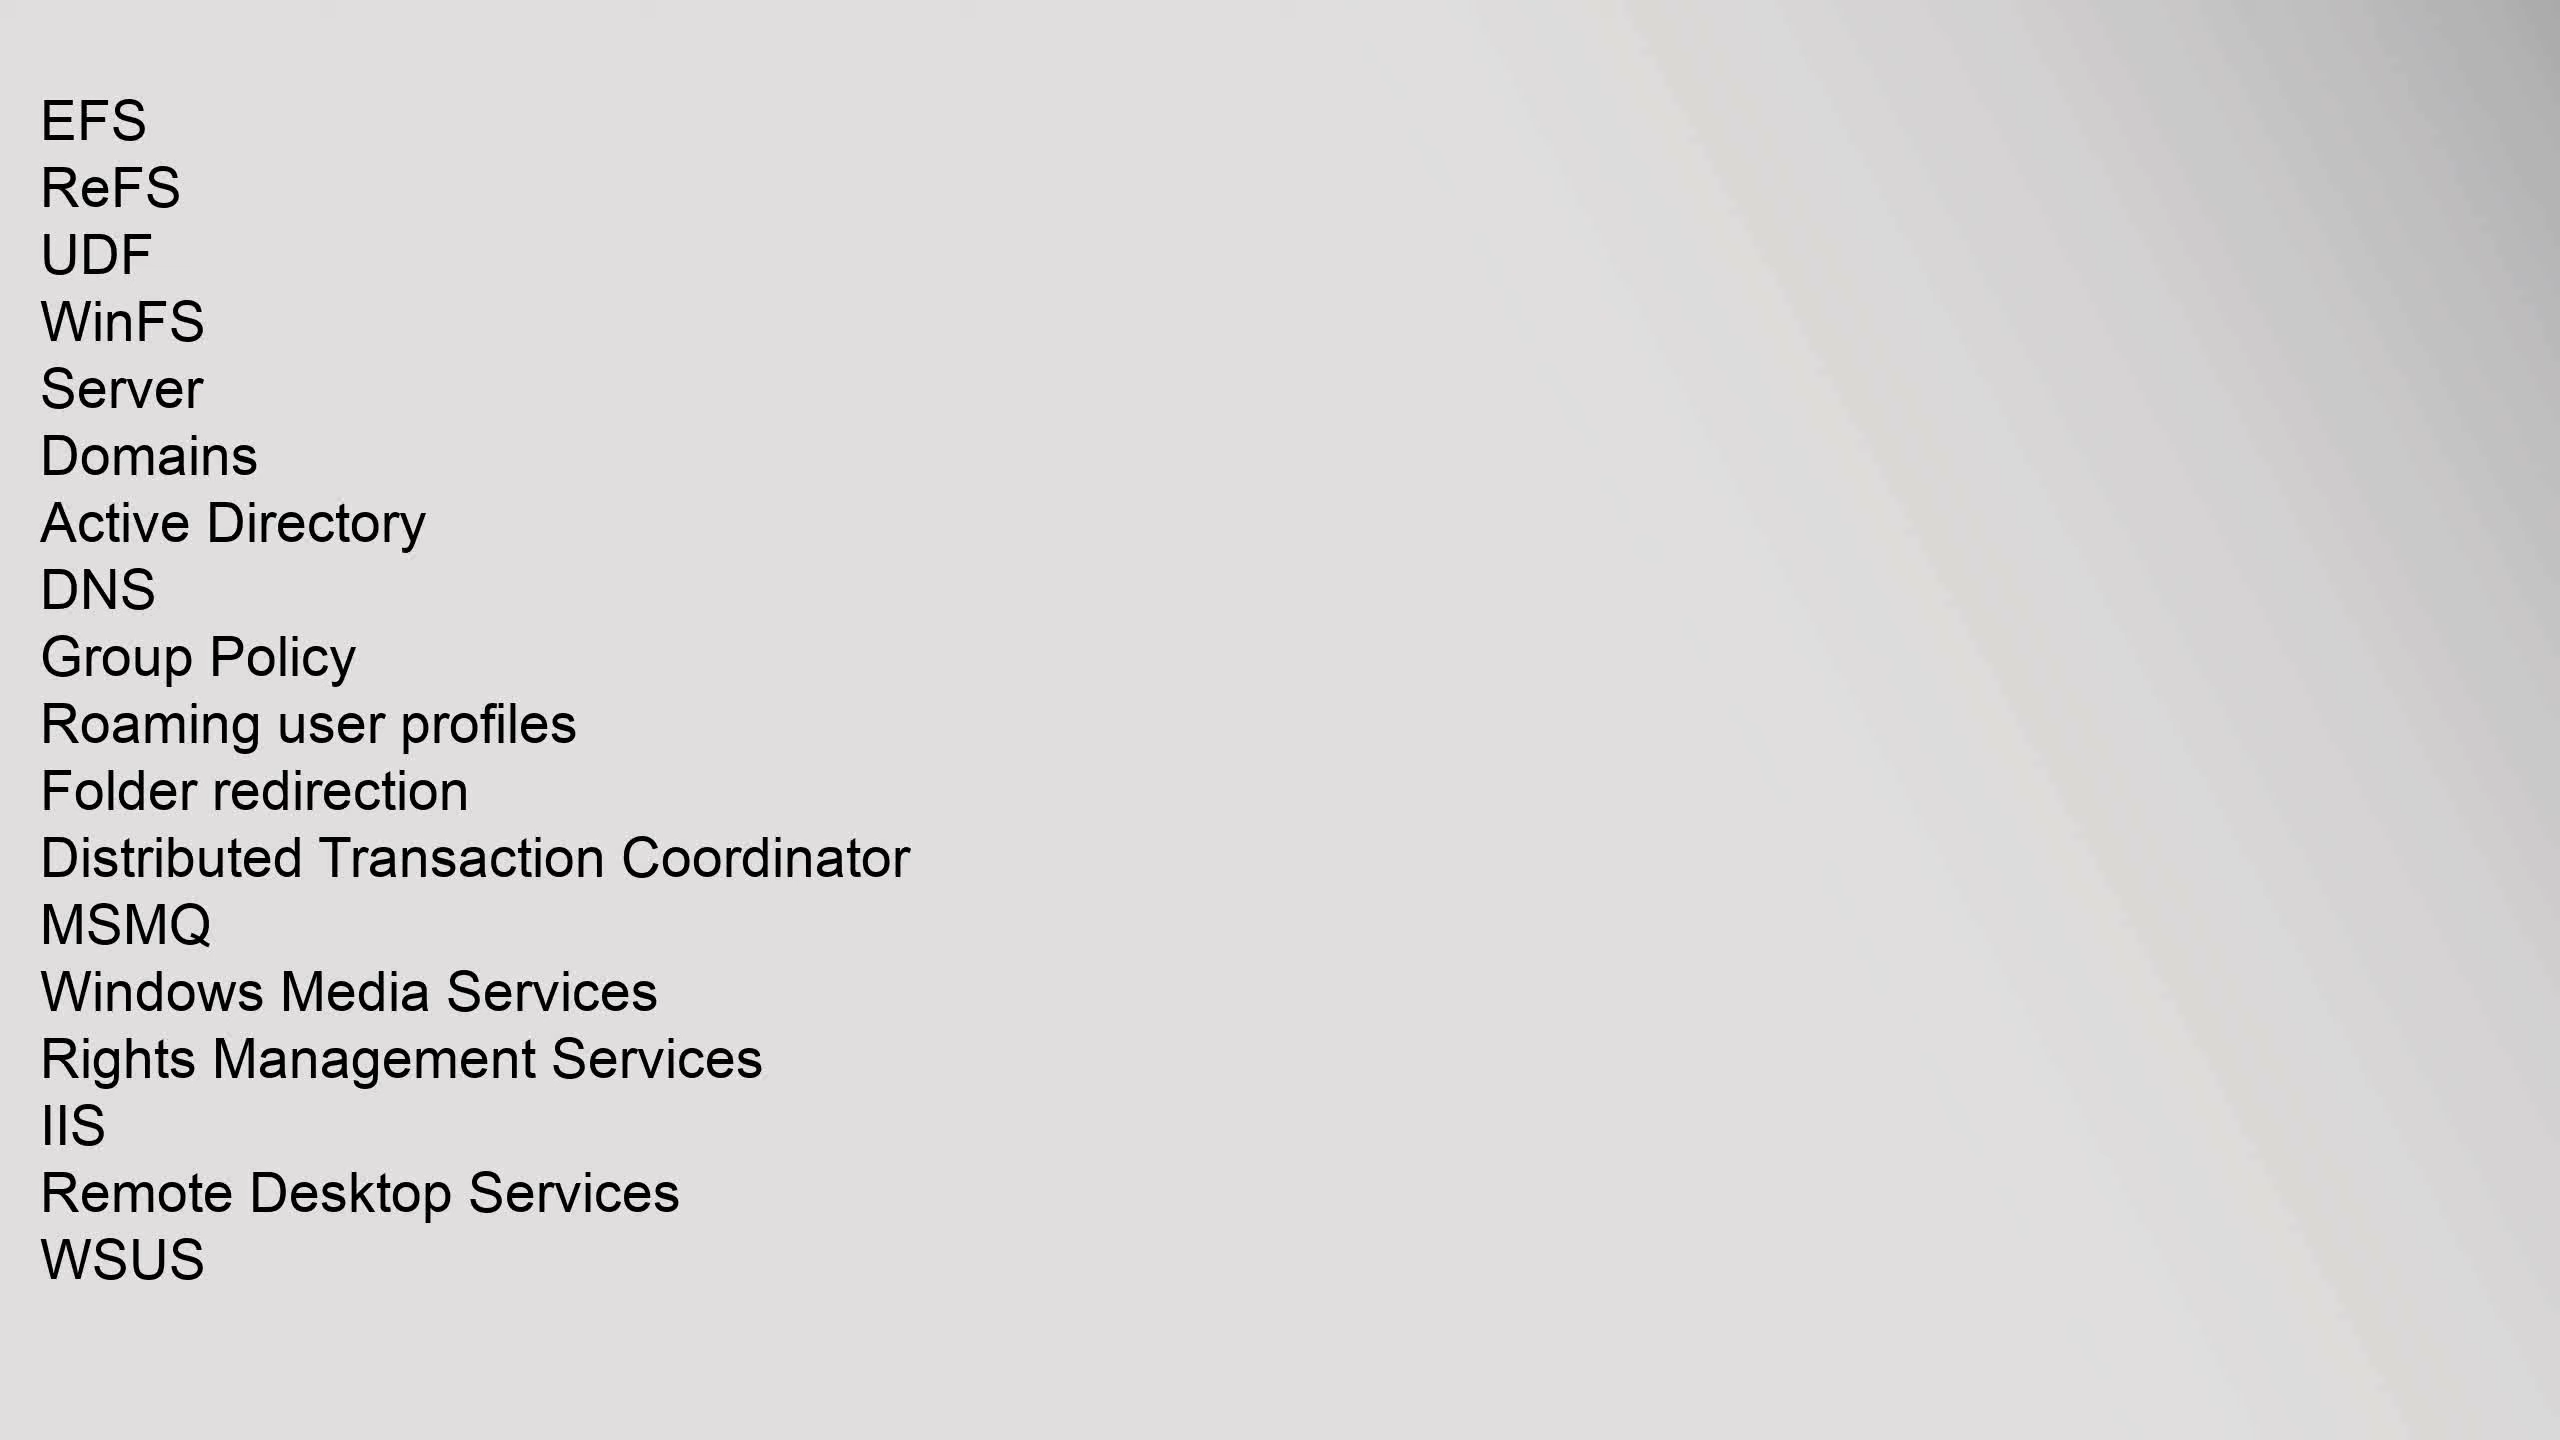 EFS
ReFS
UDF
WinFS
Server
Domains
Active Directory
DNS
Group Policy
Roaming user profiles
Folder redirection
Distributed Transaction Coordinator
MSMQ
Windows Media Services
Rights Management Services
IIS
Remote Desktop Services
WSUS